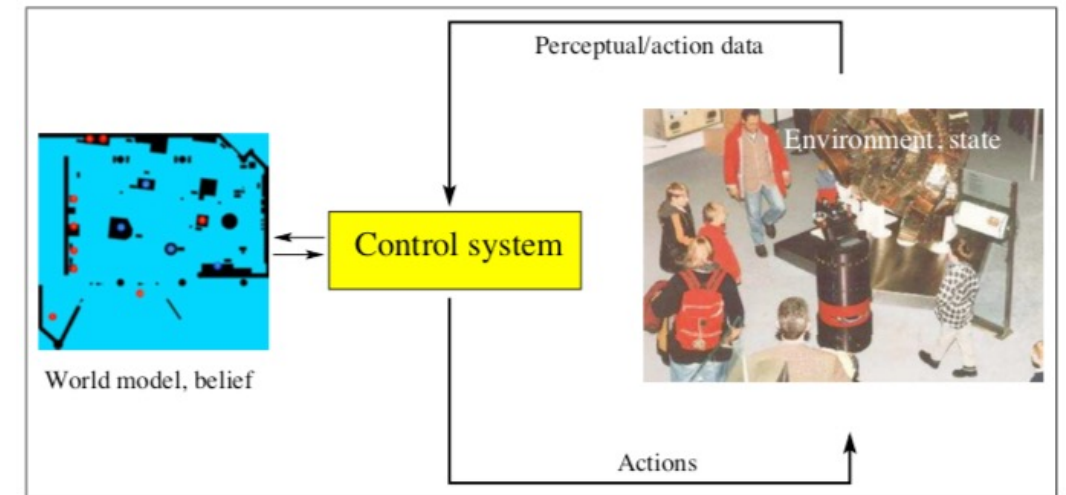 Perceptual/action data
Environment, state
Control system
World model, belief
Actions